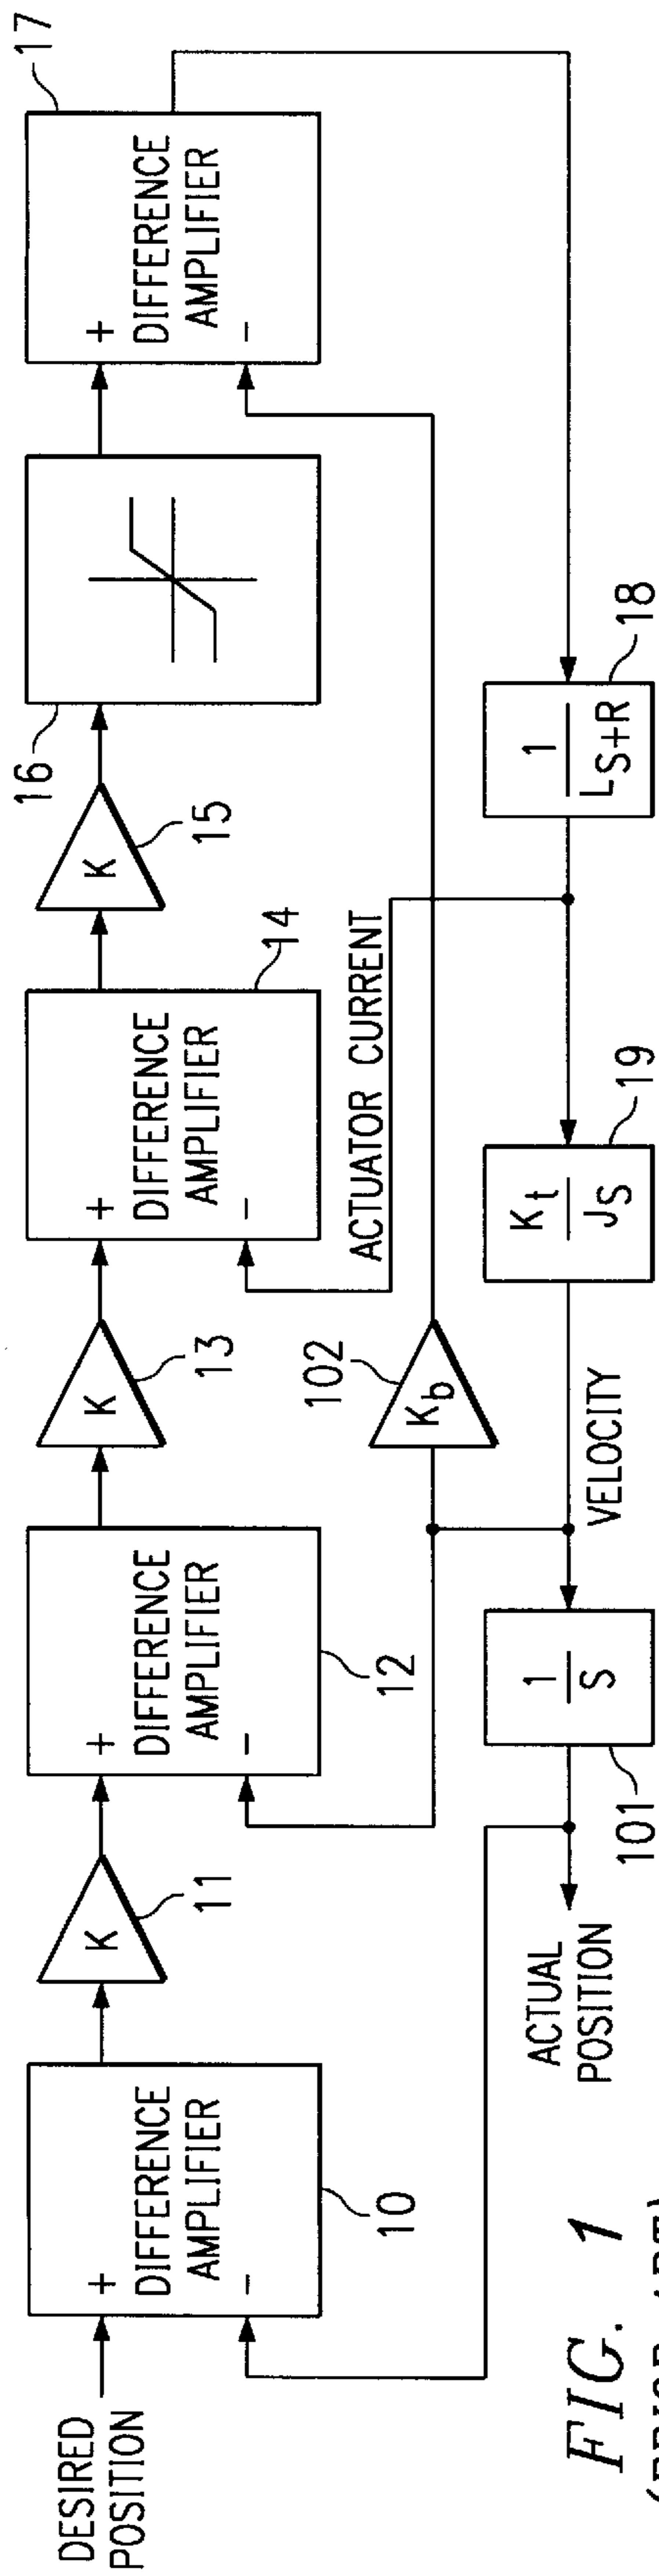 DESIRED
POSITION
+
DIFFERENCE
AMPLIFIER
-
10
K
11
+
DIFFERENCE
AMPLIFIER
-
12
K
13
+
DIFFERENCE
AMPLIFIER
-
14
K
15
16
+
DIFFERENCE
AMPLIFIER
-
17
ACTUATOR CURRENT
102
Kb
ACTUAL
POSITION
1
S
101
VELOCITY
Kt
JS
19
1
LS+R
18
FIG. 1